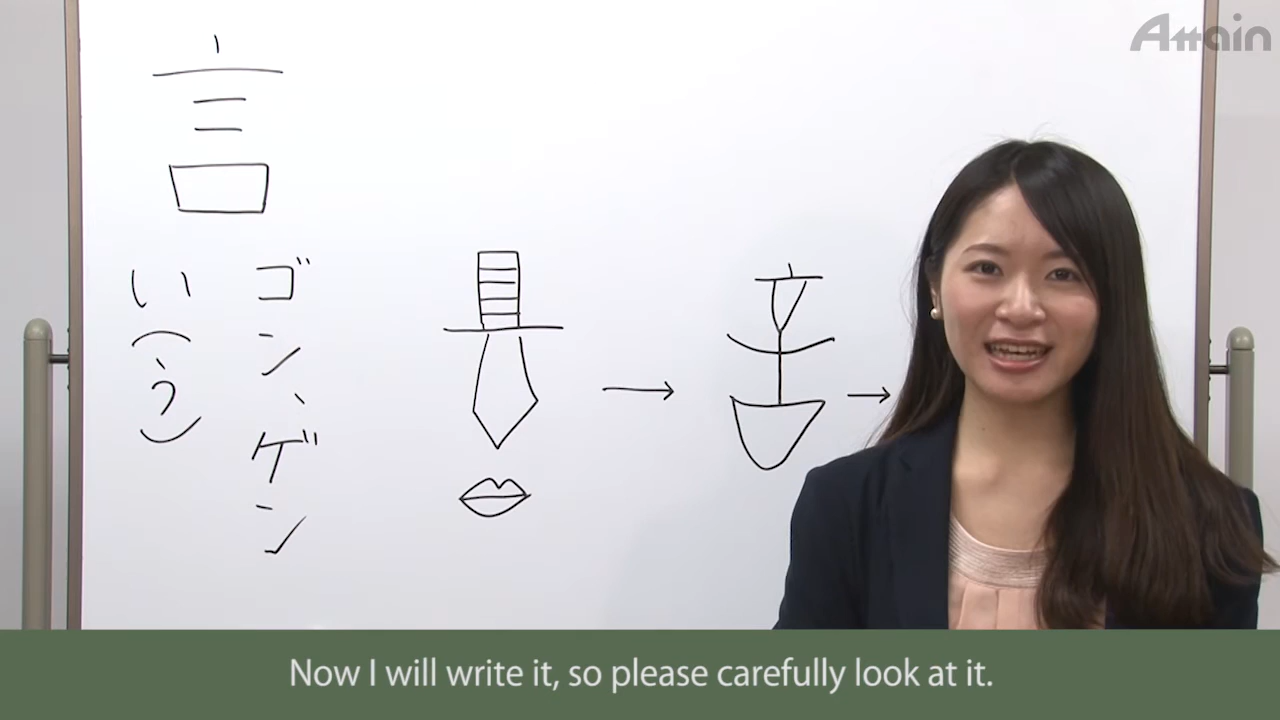 Attain
言
ゴン、ゲン
い(う)
Now I will write it, so please carefully look at it.